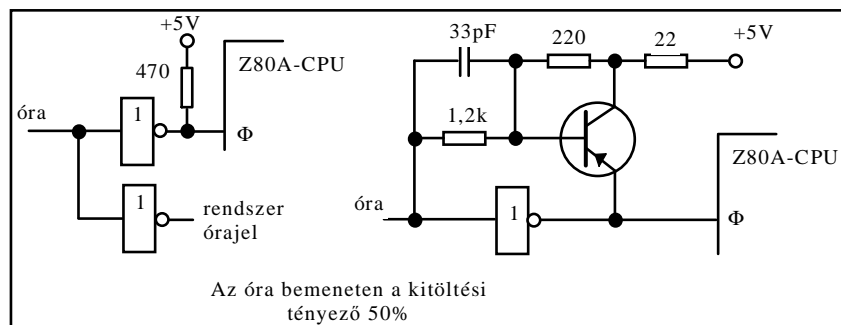 +5V
Z80A-CPU
470
1
óra
Φ
1
rendszer
órajel
33pF
220
22
+5V
1,2k
Z80A-CPU
óra
1
Φ
Az óra bemeneten a kitöltési
tényező 50%